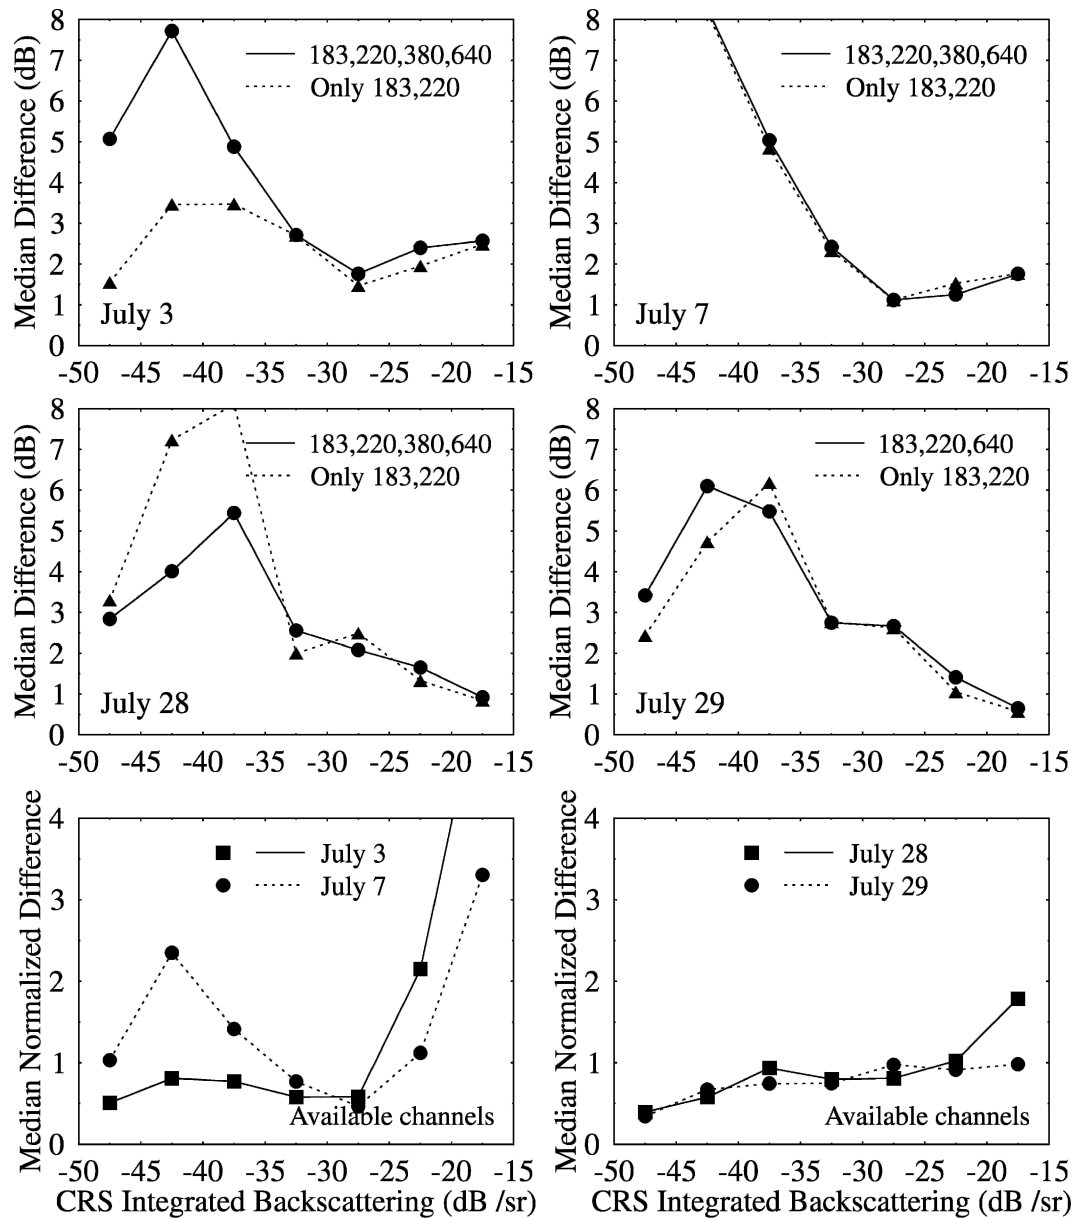 Median Difference (dB)
8
7
6
5
4
3
2
1
0
183,220,380,640
Only 183,220
July 3
-50 -45 -40 -35 -30 -25 -20 -15
Median Difference (dB)
8
7
6
5
4
3
2
1
0
183,220,380,640
Only 183,220
July 7
-50 -45 -40 -35 -30 -25 -20 -15
Median Difference (dB)
8
7
6
5
4
3
2
1
0
183,220,380,640
Only 183,220
July 28
-50 -45 -40 -35 -30 -25 -20 -15
Median Difference (dB)
8
7
6
5
4
3
2
1
0
183,220,640
Only 183,220
July 29
-50 -45 -40 -35 -30 -25 -20 -15
Median Normalized Difference
4
3
2
1
0
July 3
July 7
Available channels
-50 -45 -40 -35 -30 -25 -20 -15
CRS Integrated Backscattering (dB /sr)
Median Normalized Difference
4
3
2
1
0
July 28
July 29
Available channels
-50 -45 -40 -35 -30 -25 -20 -15
CRS Integrated Backscattering (dB /sr)